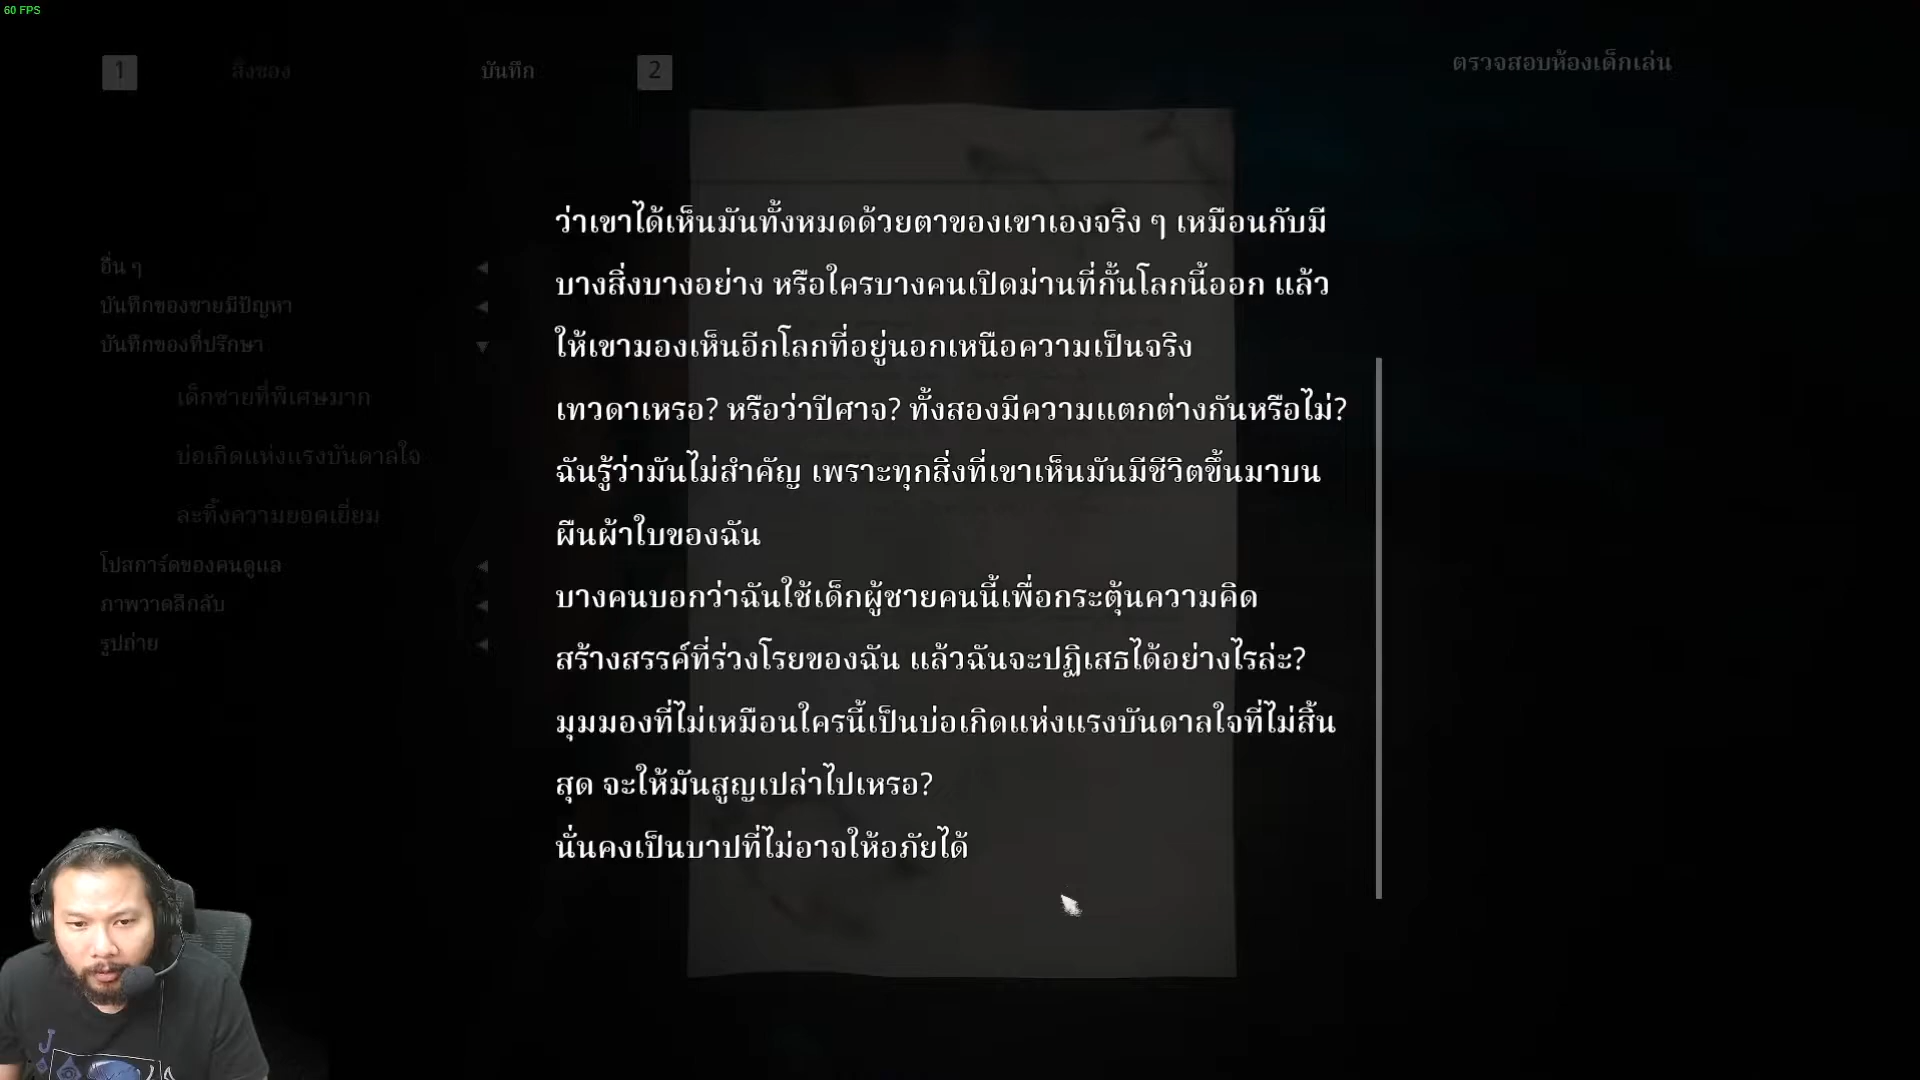 60 FPS
1
สิ่งของ
บันทึก
2
ตรวจสอบห้องเด็กเล่น
อื่น ๆ
บันทึกของชายมีปัญหา
บันทึกของที่ปรึกษา
เด็กชายที่พิเศษมาก
บ่อเกิดแห่งแรงบันดาลใจ
ละทิ้งความยอดเยี่ยม
โปสการ์ดของคนดูแล
ภาพวาดลึกลับ
รูปถ่าย
ว่าเขาได้เห็นมันทั้งหมดด้วยตาของเขาเองจริง ๆ เหมือนกับมี
บางสิ่งบางอย่าง หรือใครบางคนเปิดม่านที่กั้นโลกนี้ออก แล้ว
ให้เขามองเห็นอีกโลกที่อยู่นอกเหนือความเป็นจริง
เทวดาเหรอ? หรือว่าปีศาจ? ทั้งสองมีความแตกต่างกันหรือไม่?
ฉันรู้ว่ามันไม่สำคัญ เพราะทุกสิ่งที่เขาเห็นมันมีชีวิตขึ้นมาบน
ผืนผ้าใบของฉัน
บางคนบอกว่าฉันใช้เด็กผู้ชายคนนี้เพื่อกระตุ้นความคิด
สร้างสรรค์ที่ร่วงโรยของฉัน แล้วฉันจะปฏิเสธได้อย่างไรล่ะ?
มุมมองที่ไม่เหมือนใครนี้เป็นบ่อเกิดแห่งแรงบันดาลใจที่ไม่สิ้น
สุด จะให้มันสูญเปล่าไปเหรอ?
นั่นคงเป็นบาปที่ไม่อาจให้อภัยได้
J